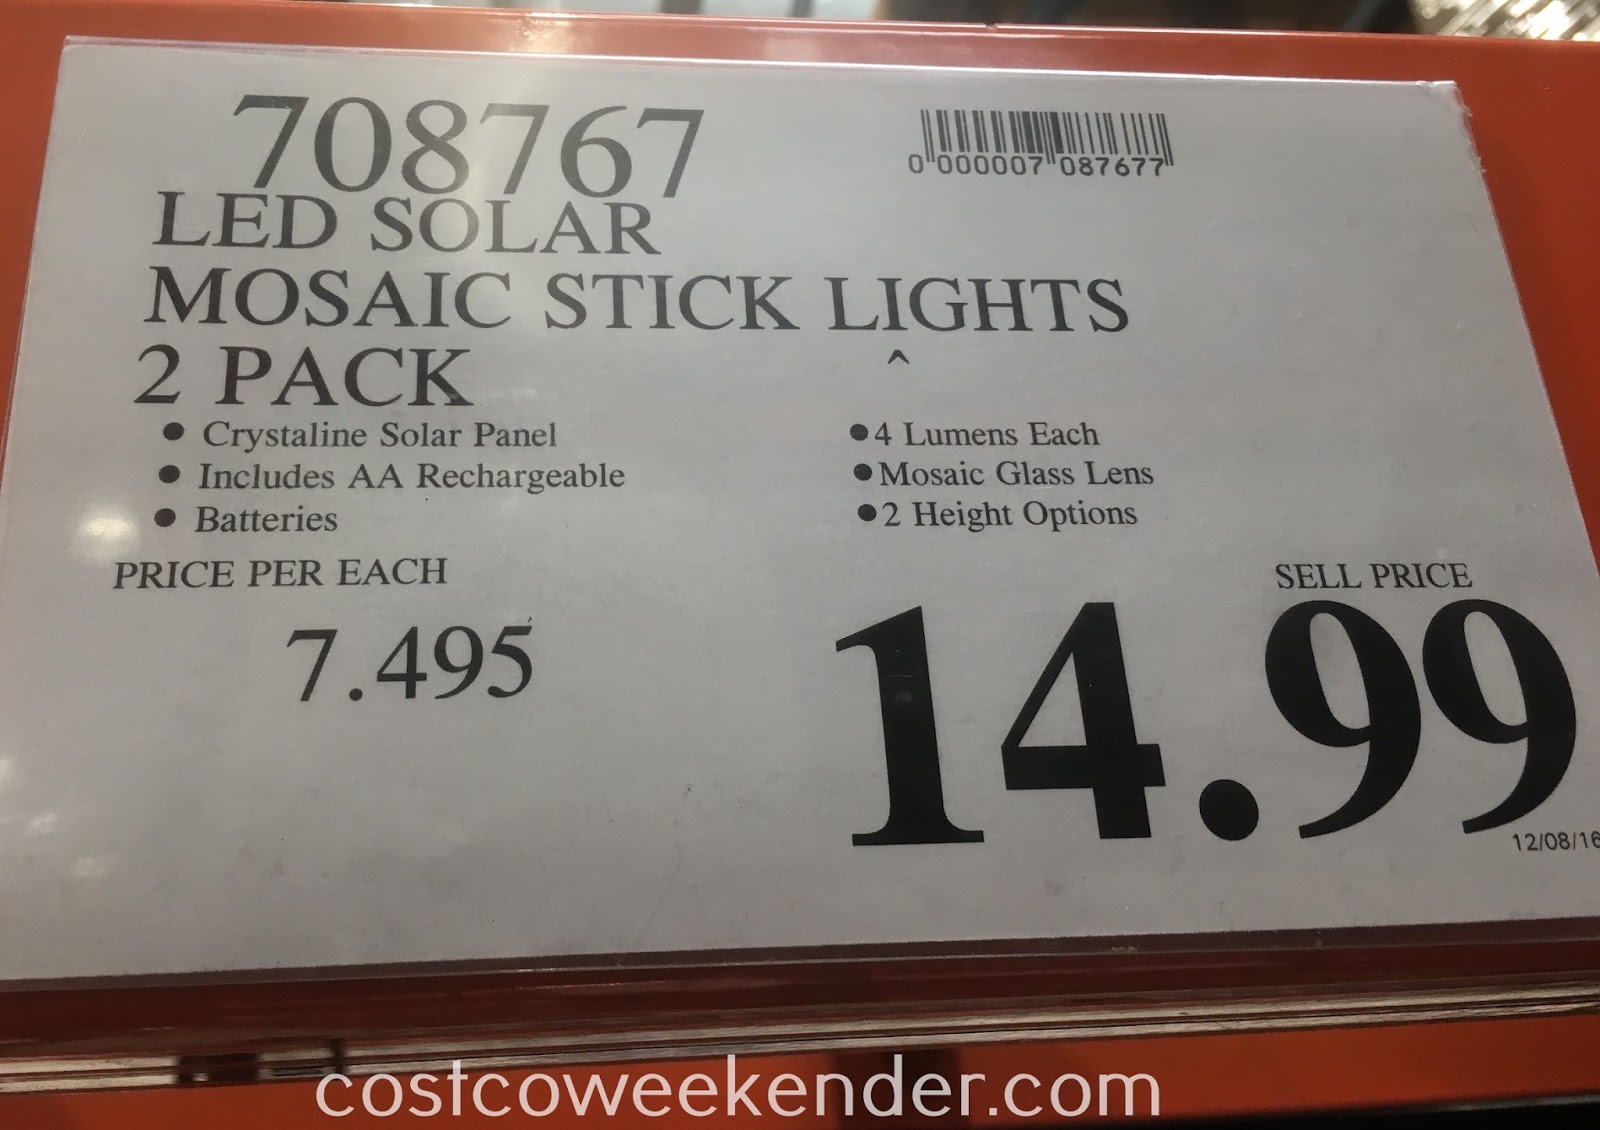 708767
0 000007 087677
LED SOLAR
MOSAIC STICK LIGHTS
^
2 PACK
• Crystaline Solar Panel
• Includes AA Rechargeable
• Batteries
• 4 Lumens Each
• Mosaic Glass Lens
• 2 Height Options
PRICE PER EACH
7.495
SELL PRICE
14.99
12/08/16
costcoweekender.com